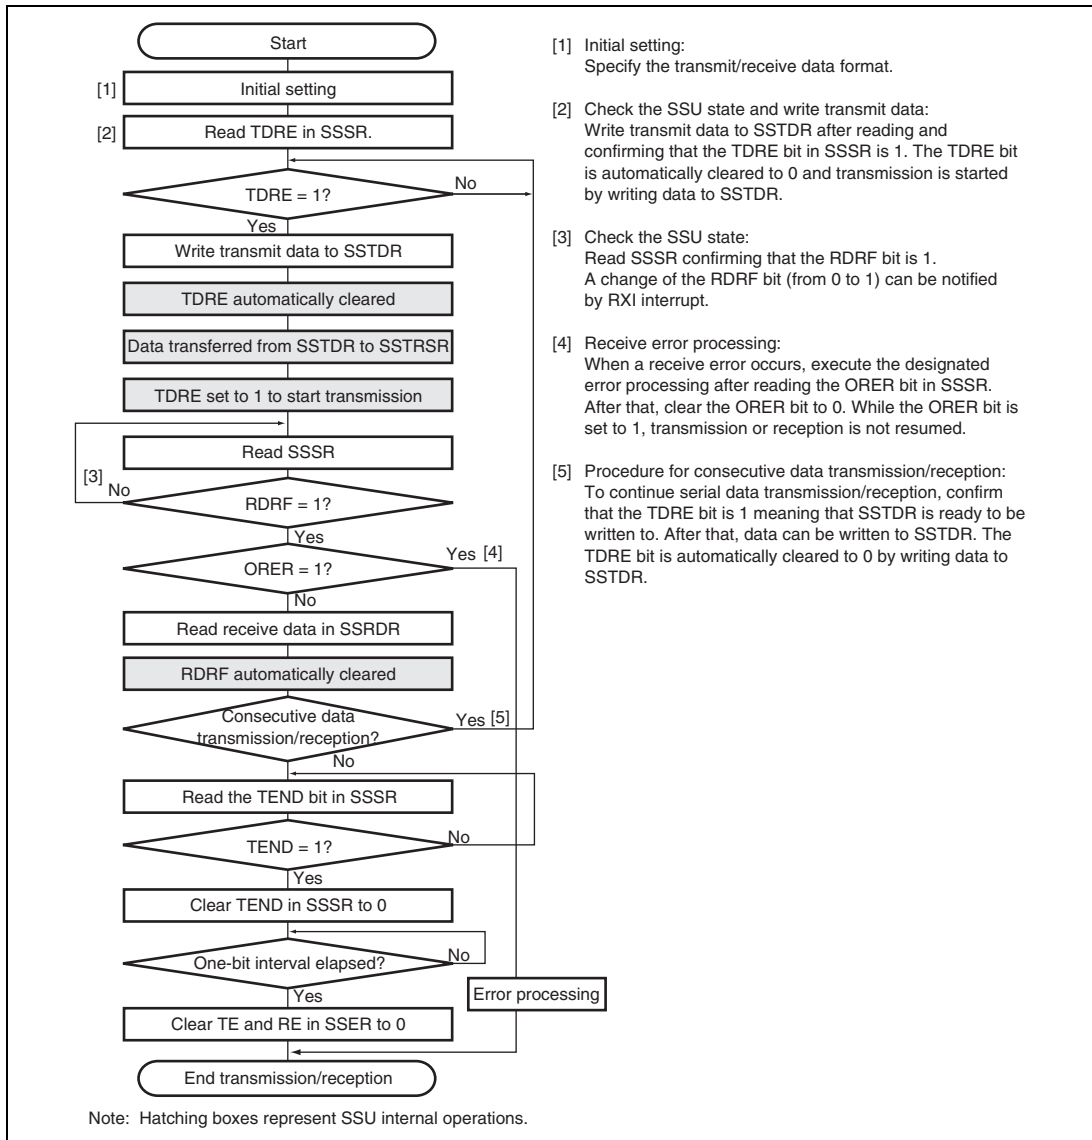 Start
[1] Initial setting
[2] Read TDRE in SSSR.
TDRE = 1?
No
Yes
Write transmit data to SSTDR
TDRE automatically cleared
Data transferred from SSTDR to SSTRSR
TDRE set to 1 to start transmission
Read SSSR
[3]
No
RDRF = 1?
Yes
Yes [4]
ORER = 1?
No
Read receive data in SSRDR
RDRF automatically cleared
Consecutive data
transmission/reception?
Yes [5]
No
Read the TEND bit in SSSR
TEND = 1?
No
Yes
Clear TEND in SSSR to 0
One-bit interval elapsed?
No
Yes
Error processing
Clear TE and RE in SSER to 0
End transmission/reception
[1] Initial setting:
Specify the transmit/receive data format.
[2] Check the SSU state and write transmit data:
Write transmit data to SSTDR after reading and
confirming that the TDRE bit in SSSR is 1. The TDRE bit
is automatically cleared to 0 and transmission is started
by writing data to SSTDR.
[3] Check the SSU state:
Read SSSR confirming that the RDRF bit is 1.
A change of the RDRF bit (from 0 to 1) can be notified
by RXI interrupt.
[4] Receive error processing:
When a receive error occurs, execute the designated
error processing after reading the ORER bit in SSSR.
After that, clear the ORER bit to 0. While the ORER bit is
set to 1, transmission or reception is not resumed.
[5] Procedure for consecutive data transmission/reception:
To continue serial data transmission/reception, confirm
that the TDRE bit is 1 meaning that SSTDR is ready to be
written to. After that, data can be written to SSTDR. The
TDRE bit is automatically cleared to 0 by writing data to
SSTDR.
Note: Hatching boxes represent SSU internal operations.